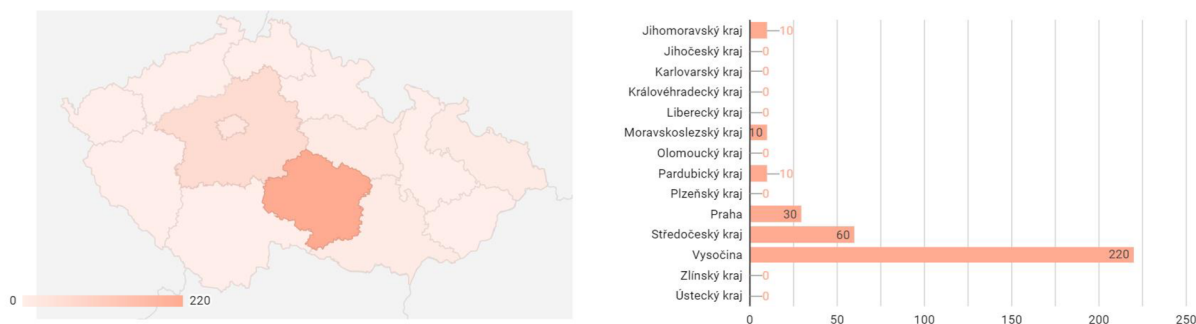 0 220
Jihomoravský kraj 10
Jihočeský kraj 0
Karlovarský kraj 0
Královéhradecký kraj 0
Liberecký kraj 0
Moravskoslezský kraj 10
Olomoucký kraj 0
Pardubický kraj 10
Plzeňský kraj 0
Praha 30
Středočeský kraj 60
Vysočina 220
Zlínský kraj 0
Ústecký kraj 0
0 50 100 150 200 250